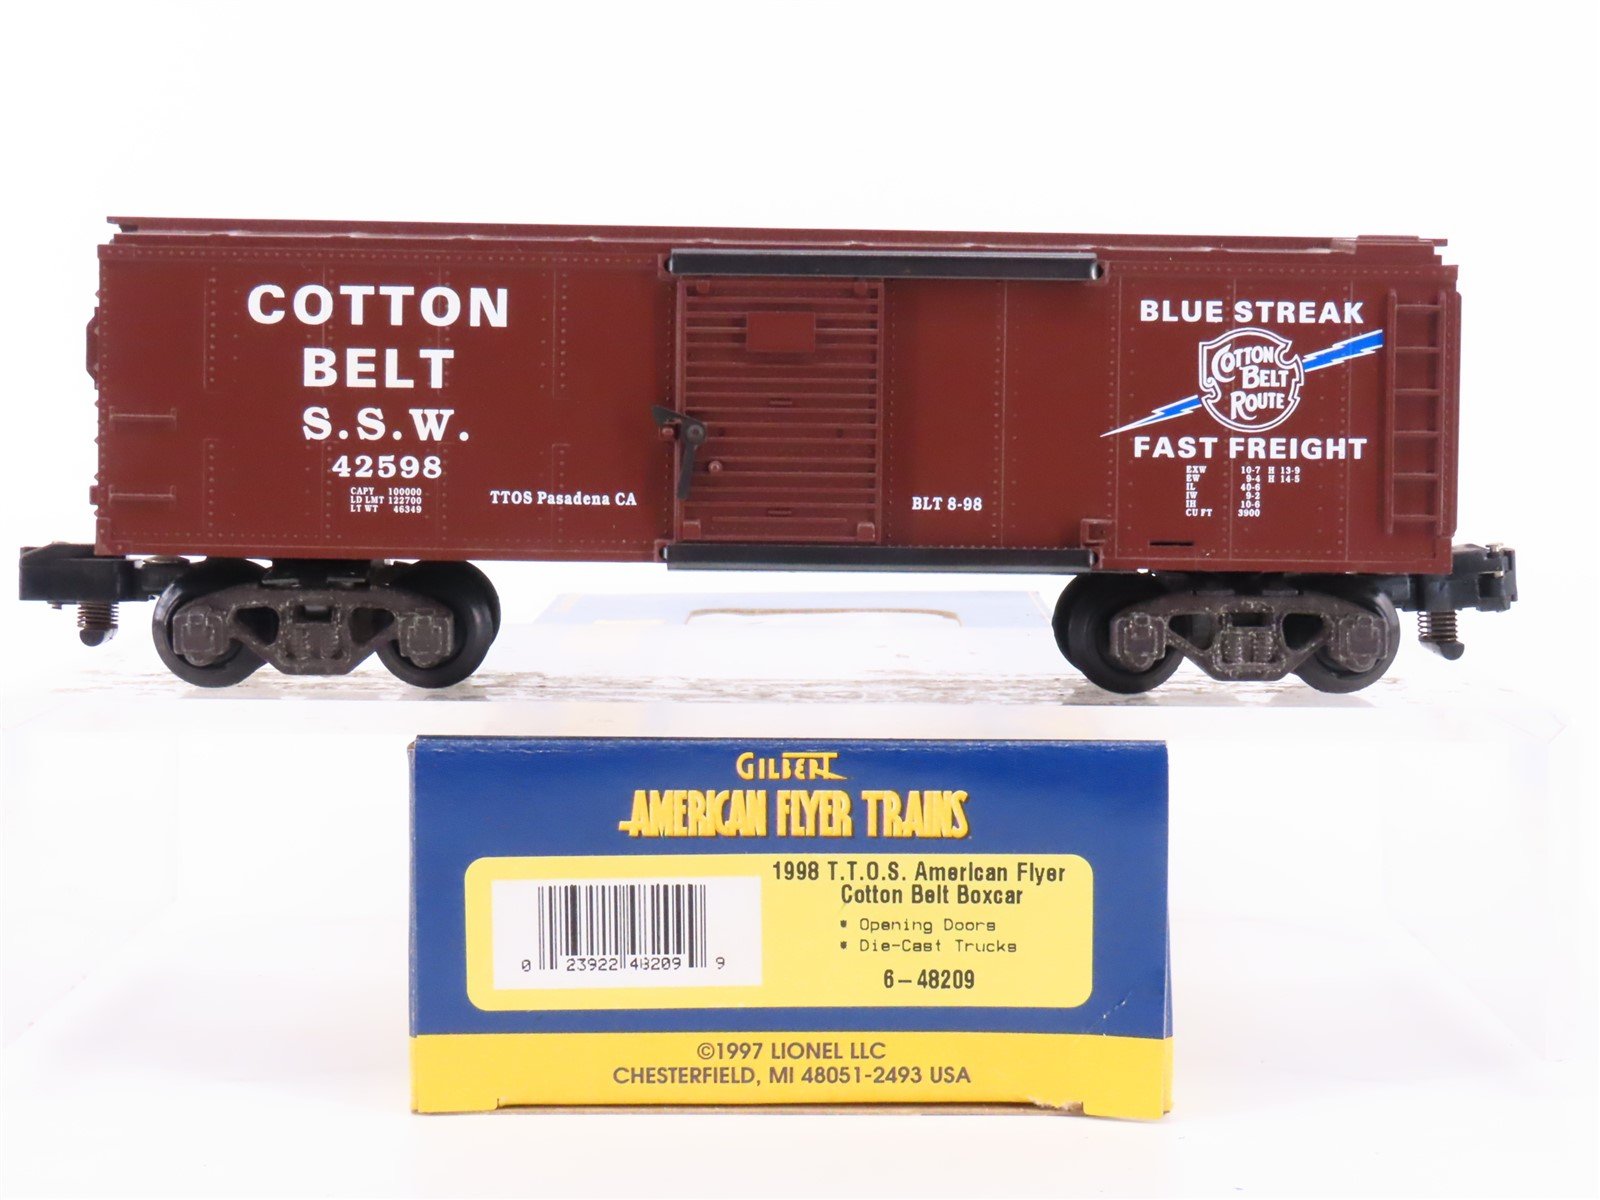 COTTON
BELT
S.S.W.
42598
CAPY 100000
LD LMT 122700
LT WT 46349
TTOS Pasadena CA
BLT 8-98
BLUE STREAK
COTTON
BELT
ROUTE
FAST FREIGHT
EXW 10-7 H 13-9
EW 9-4 H 14-5
IL 40-6
IW 9-2
IH 10-6
CU FT 3900
GILBERT
AMERICAN FLYER TRAINS
1998 T.T.O.S. American Flyer
Cotton Belt Boxcar
* Opening Doors
* Die-Cast Trucks
6-48209
0 23922 48209 9
©1997 LIONEL LLC
CHESTERFIELD, MI 48051-2493 USA